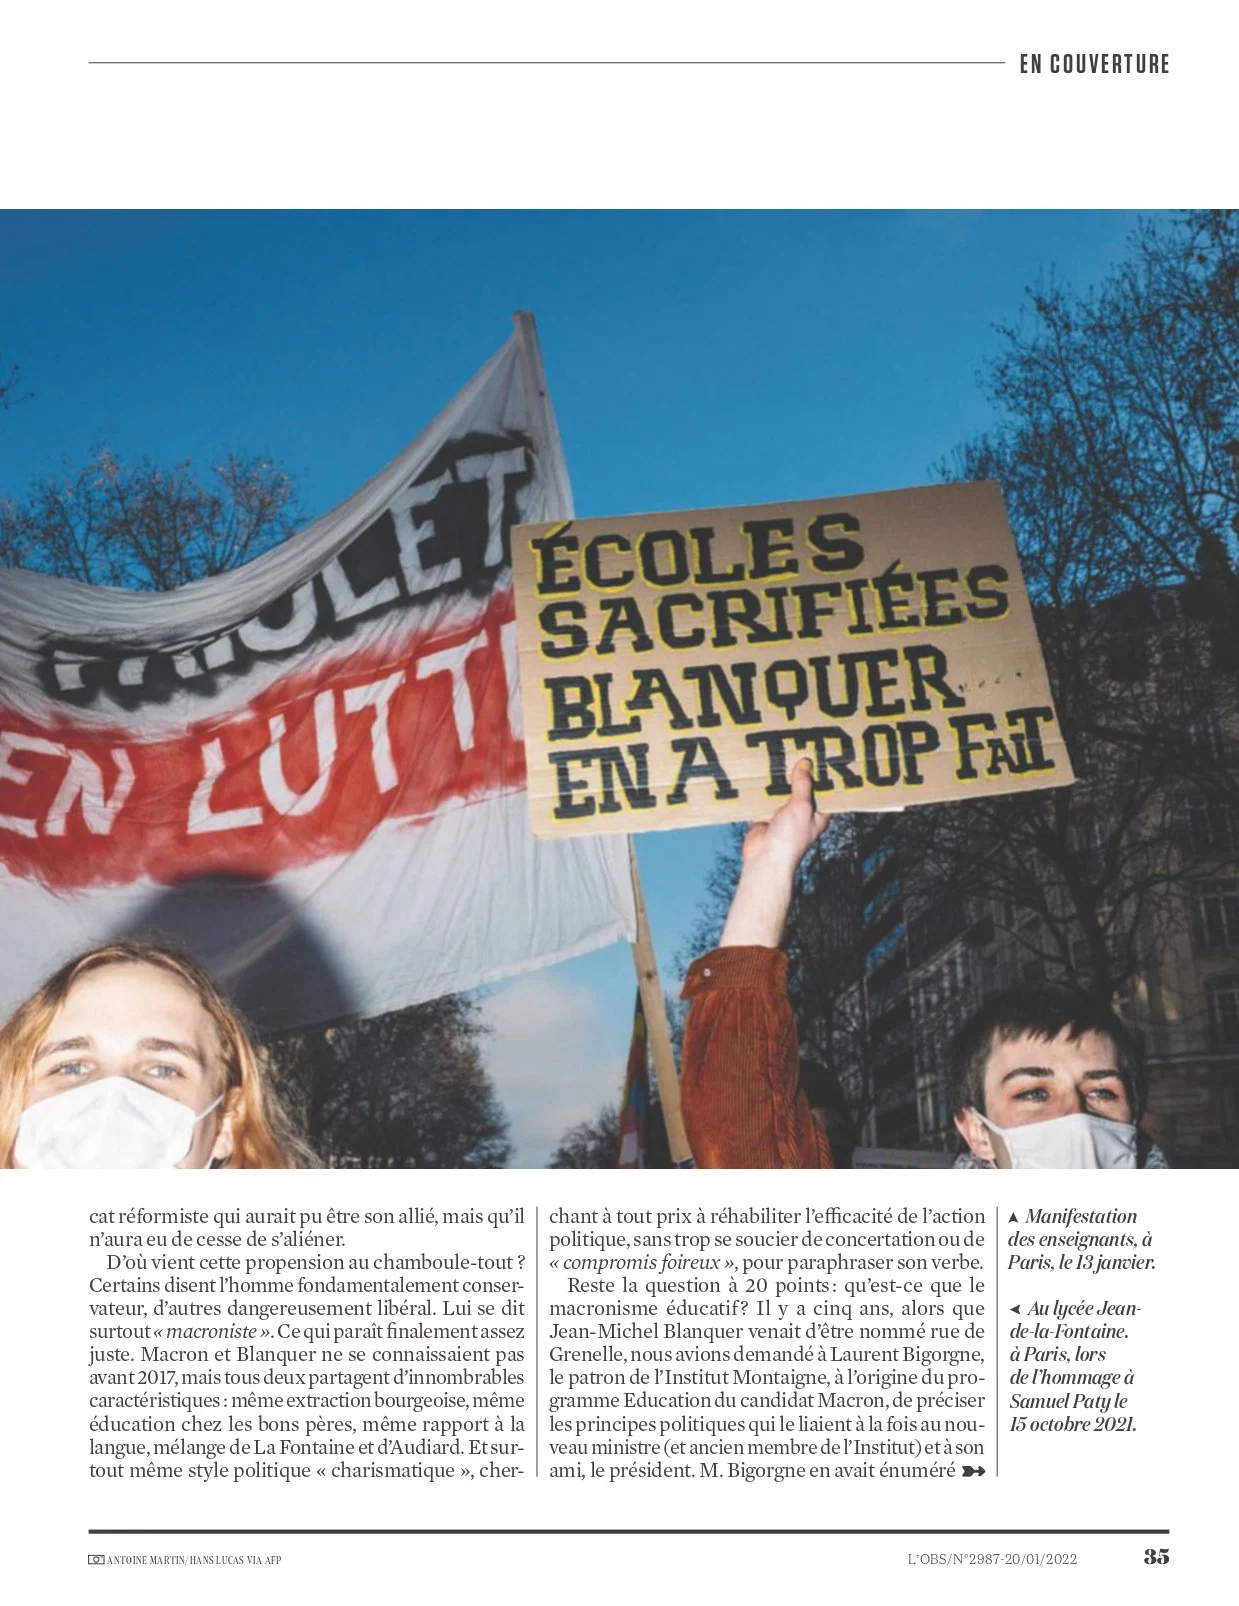 EN COUVERTURE
EN LUTT
ÉCOLES
SACRIFIÉES
BLANQUER
EN A TROP FAIT
cat réformiste qui aurait pu être son allié, mais qu’il
n’aura eu de cesse de s’aliéner.
D’où vient cette propension au chamboule-tout ?
Certains disent l’homme fondamentalement conser-
vateur, d’autres dangereusement libéral. Lui se dit
surtout « macroniste ». Ce qui paraît finalement assez
juste. Macron et Blanquer ne se connaissaient pas
avant 2017, mais tous deux partagent d’innombrables
caractéristiques : même extraction bourgeoise, même
éducation chez les bons pères, même rapport à la
langue, mélange de La Fontaine et d’Audiard. Et sur-
tout même style politique « charismatique », cher-
chant à tout prix à réhabiliter l’efficacité de l’action
politique, sans trop se soucier de concertation ou de
« compromis foireux », pour paraphraser son verbe.
Reste la question à 20 points : qu’est-ce que le
macronisme éducatif ? Il y a cinq ans, alors que
Jean-Michel Blanquer venait d’être nommé rue de
Grenelle, nous avions demandé à Laurent Bigorgne,
le patron de l’Institut Montaigne, à l’origine du pro-
gramme Education du candidat Macron, de préciser
les principes politiques qui le liaient à la fois au nou-
veau ministre (et ancien membre de l’Institut) et à son
ami, le président. M. Bigorgne en avait énuméré
Manifestation
des enseignants, à
Paris, le 13 janvier.
Au lycée Jean-
de-la-Fontaine.
à Paris, lors
de l’hommage à
Samuel Paty le
15 octobre 2021.
ANTOINE MARTIN/HANS LUCAS VIA AFP
L’OBS/N°2987-20/01/2022
35